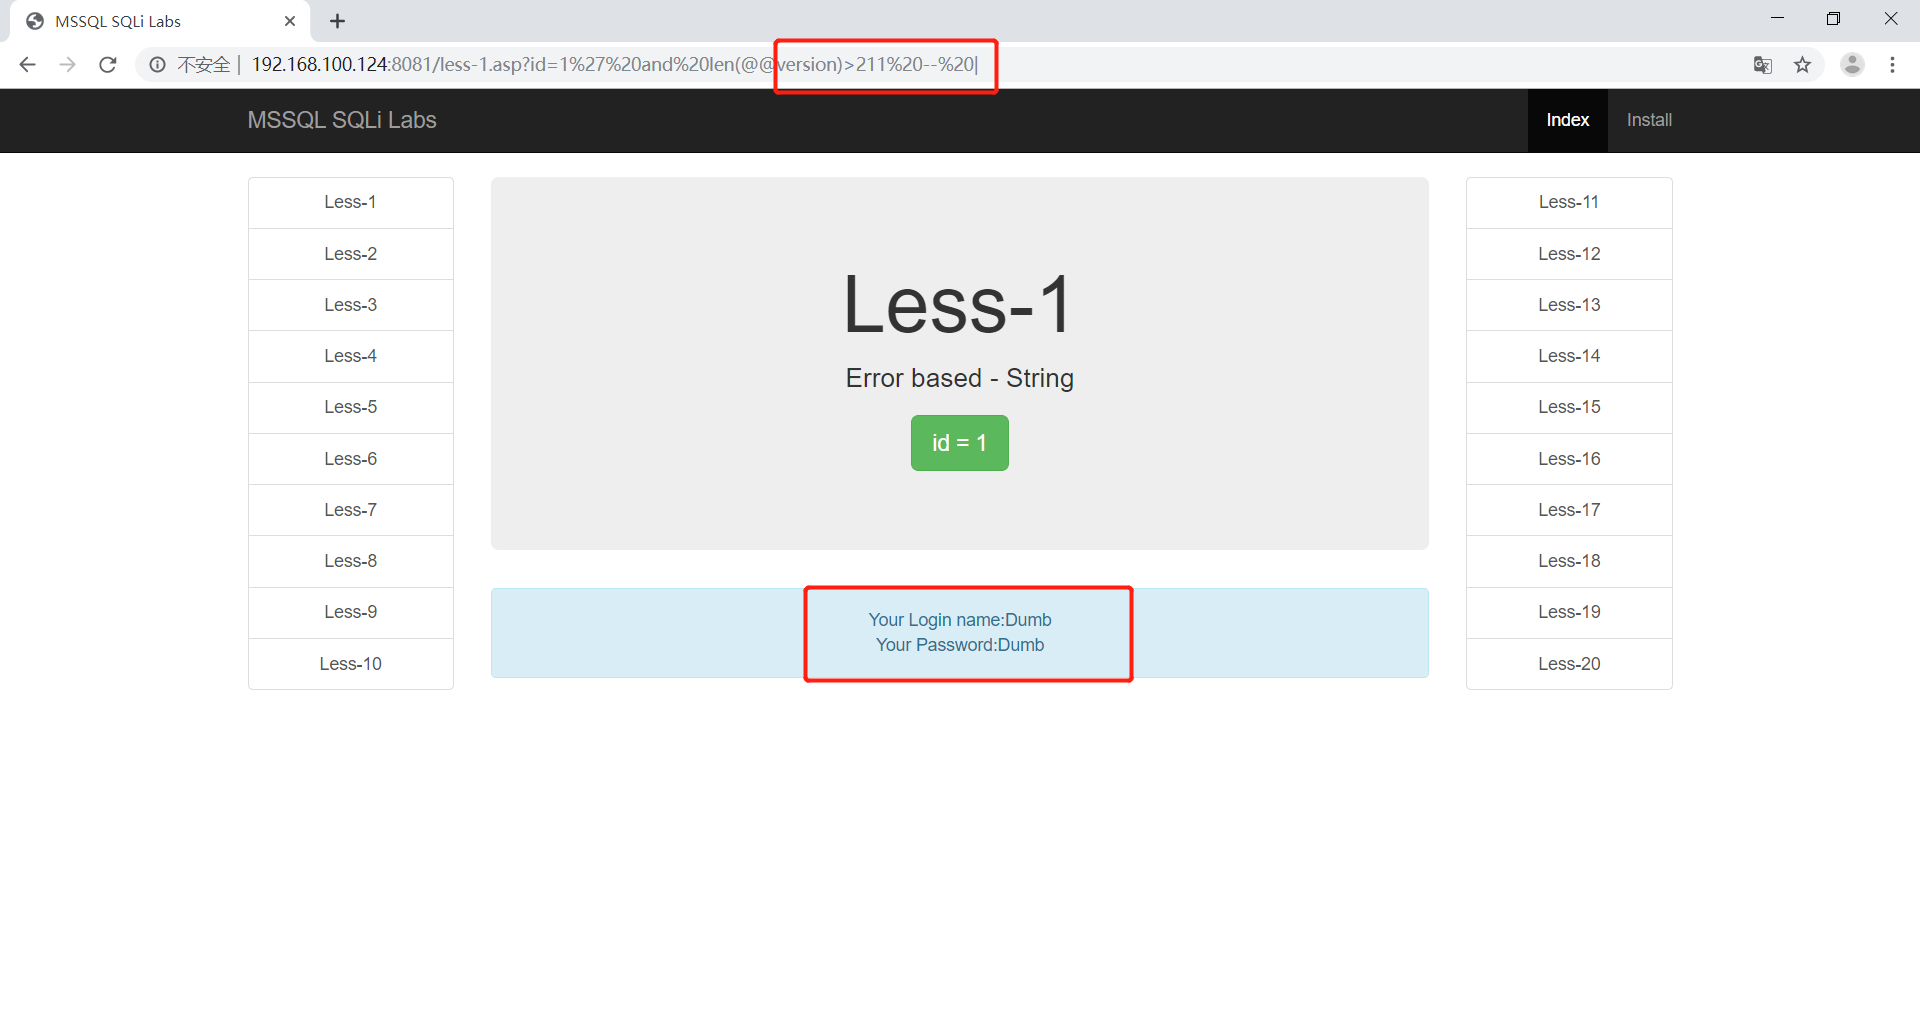 MSSQL SQLi Labs
不安全 | 192.168.100.124:8081/less-1.asp?id=1%27%20and%20len(@@version)>211%20--%20
MSSQL SQLi Labs
Index
Install
Less-1
Less-2
Less-3
Less-4
Less-5
Less-6
Less-7
Less-8
Less-9
Less-10
Less-1
Error based - String
id = 1
Your Login name:Dumb
Your Password:Dumb
Less-11
Less-12
Less-13
Less-14
Less-15
Less-16
Less-17
Less-18
Less-19
Less-20